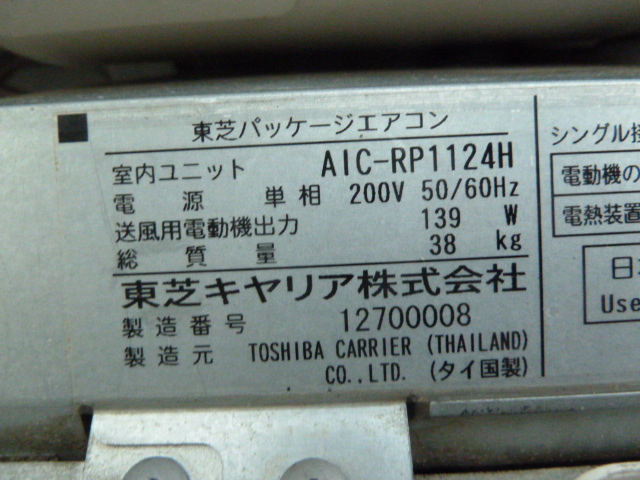 東芝パッケージエアコン
室内ユニット AIC-RP1124H
電源 単相 200V 50/60Hz
送風用電動機出力 139 W
総質量 38 kg
東芝キヤリア株式会社
製造番号 12700008
製造元 TOSHIBA CARRIER (THAILAND)
CO.,LTD. (タイ国製)
シングル接
電動機の
電熱装置
日
Use